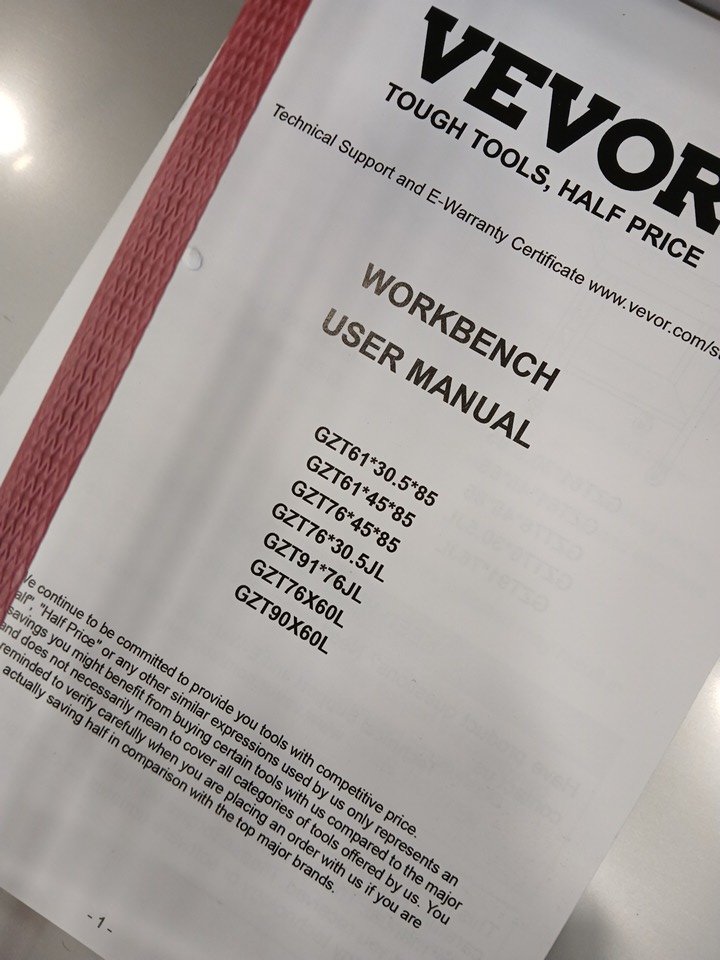 VEVOR
TOUGH TOOLS, HALF PRICE
Technical Support and E-Warranty Certificate www.vevor.com/su
WORKBENCH
USER MANUAL
GZT61*30.5*85
GZT61*45*85
GZT76*45*85
GZT76*30.5JL
GZT91*76JL
GZT76X60L
GZT90X60L
We continue to be committed to provide you tools with competitive price.
alf", "Half Price" or any other similar expressions used by us only represents an
savings you might benefit from buying certain tools with us compared to the major
and does not necessarily mean to cover all categories of tools offered by us. You
reminded to verify carefully when you are placing an order with us if you are
actually saving half in comparison with the top major brands.
- 1 -